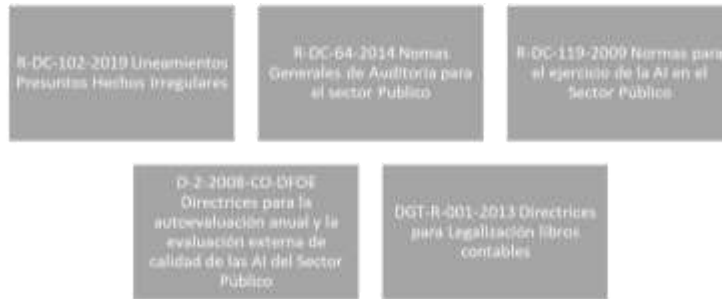 R-DC-102-2019 Lineamientos
Presuntos Hechos Irregulares
R-DC-64-2014 Nomas
Generales de Auditoria para
el sector Publico
R-DC-119-2009 Normas para
el ejercicio de la AI en el
Sector Público
D-2-2008-CO-DFOE
Directrices para la
autoevaluación anual y la
evaluación externa de
calidad de las AI del Sector
Público
DGT-R-001-2013 Directrices
para Legalización libros
contables